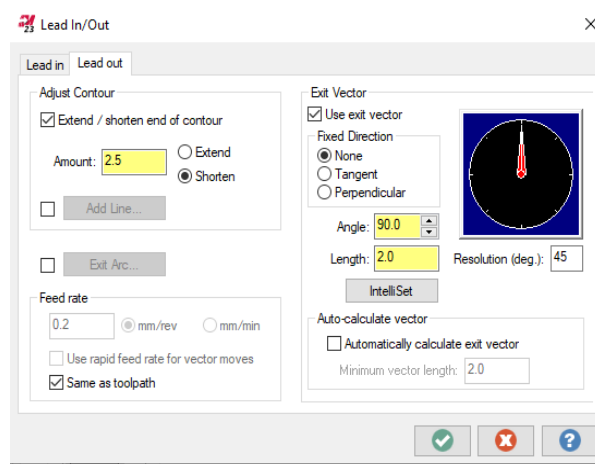 23 Lead In/Out
Lead in Lead out
Adjust Contour
Extend / shorten end of contour
Amount: 2.5
Extend
Shorten
Add Line...
Exit Arc...
Feed rate
0.2 mm/rev mm/min
Use rapid feed rate for vector moves
Same as toolpath
Exit Vector
Use exit vector
Fixed Direction
None
Tangent
Perpendicular
Angle: 90.0
Length: 2.0 Resolution (deg.): 45
IntelliSet
Auto-calculate vector
Automatically calculate exit vector
Minimum vector length: 2.0